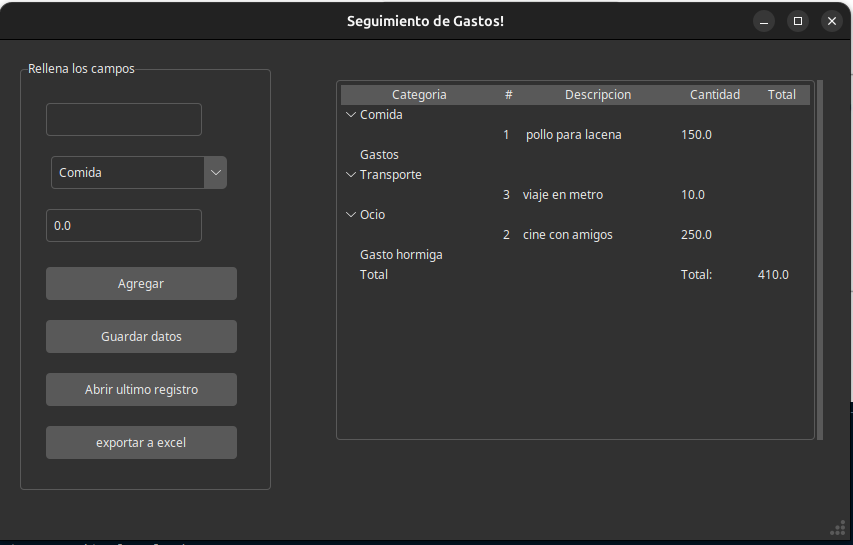 Seguimiento de Gastos!
Rellena los campos
Comida
0.0
Agregar
Guardar datos
Abrir ultimo registro
exportar a excel
Categoria # Descripcion Cantidad Total
Comida
1 pollo para lacena 150.0
Gastos
Transporte
3 viaje en metro 10.0
Ocio
2 cine con amigos 250.0
Gasto hormiga
Total Total: 410.0